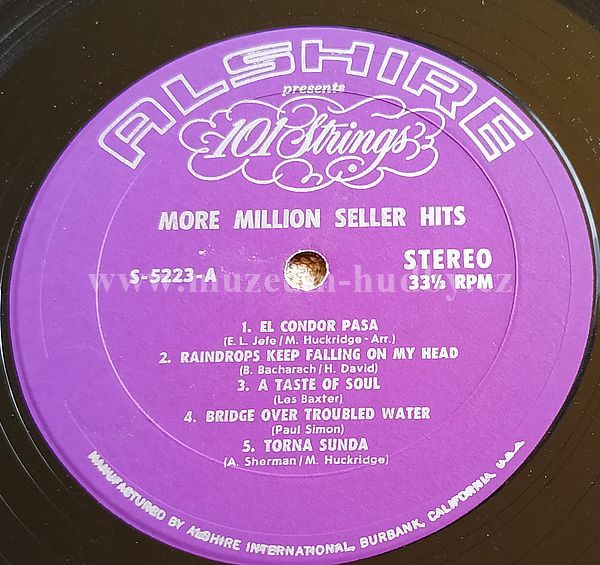 ALSHIRE
presents
101 Strings
MORE MILLION SELLER HITS
S-5223-A
STEREO
33⅓ RPM
www.muzeum-hudby.cz
1. EL CONDOR PASA
(E. L. Jefe/M. Huckridge-Arr.)
2. RAINDROPS KEEP FALLING ON MY HEAD
(B. Bacharach/H. David)
3. A TASTE OF SOUL
(Les Baxter)
4. BRIDGE OVER TROUBLED WATER
(Paul Simon)
5. TORNA SUNDA
(A. Sherman/M. Huckridge)
MANUFACTURED BY ALSHIRE INTERNATIONAL, BURBANK, CALIFORNIA, U.S.A.